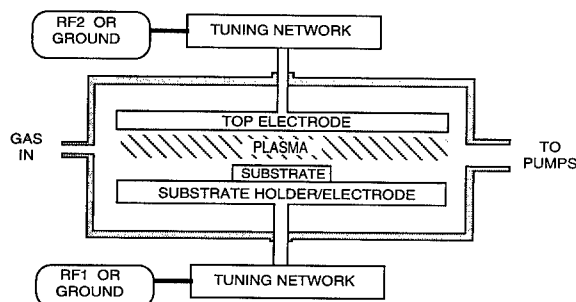 RF2 OR
GROUND
TUNING NETWORK
TOP ELECTRODE
GAS
IN
PLASMA
TO
PUMPS
SUBSTRATE
SUBSTRATE HOLDER/ELECTRODE
RF1 OR
GROUND
TUNING NETWORK